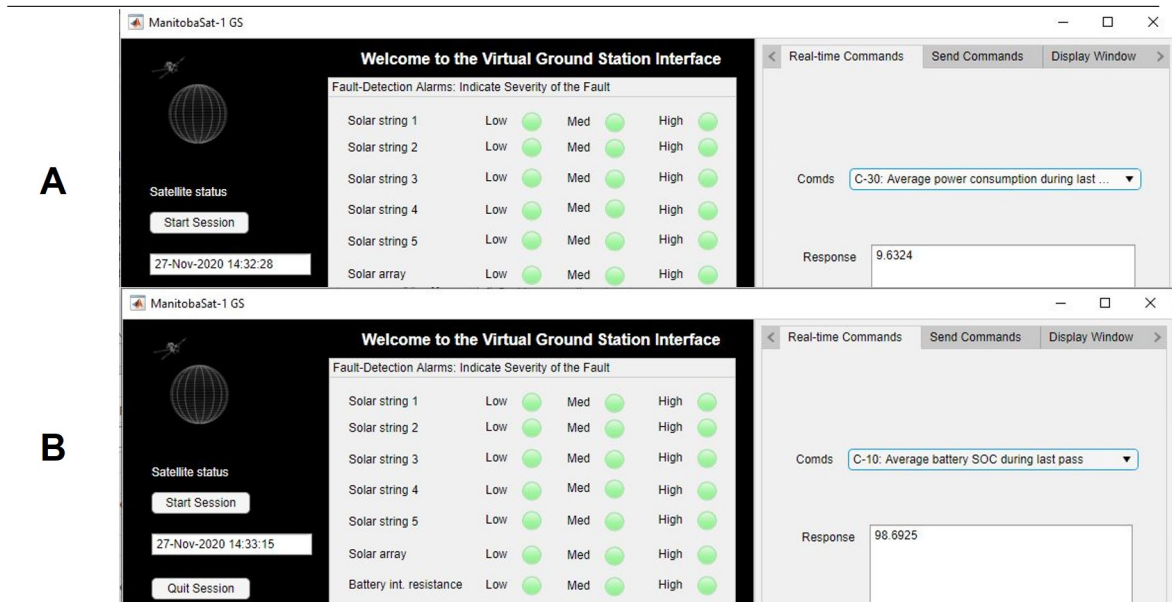 A
ManitobaSat-1 GS
Welcome to the Virtual Ground Station Interface
Fault-Detection Alarms: Indicate Severity of the Fault
Solar string 1 Low Med High
Solar string 2 Low Med High
Solar string 3 Low Med High
Solar string 4 Low Med High
Solar string 5 Low Med High
Solar array Low Med High
Satellite status
Start Session
27-Nov-2020 14:32:28
Real-time Commands Send Commands Display Window
Comds C-30: Average power consumption during last ...
Response 9.6324
B
ManitobaSat-1 GS
Welcome to the Virtual Ground Station Interface
Fault-Detection Alarms: Indicate Severity of the Fault
Solar string 1 Low Med High
Solar string 2 Low Med High
Solar string 3 Low Med High
Solar string 4 Low Med High
Solar string 5 Low Med High
Solar array Low Med High
Battery int. resistance Low Med High
Satellite status
Start Session
27-Nov-2020 14:33:15
Quit Session
Real-time Commands Send Commands Display Window
Comds C-10: Average battery SOC during last pass
Response 98.6925